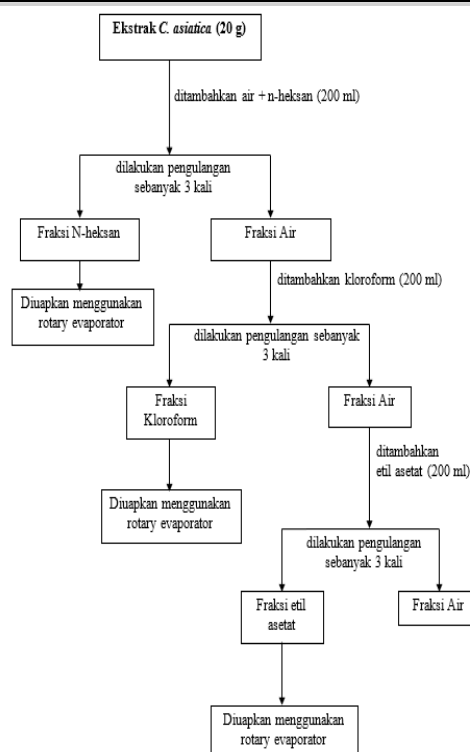 Ekstrak C. asiatica (20 g)
ditambahkan air + n-heksan (200 ml)
dilakukan pengulangan
sebanyak 3 kali
Fraksi N-heksan
Fraksi Air
Diuapkan menggunakan
rotary evaporator
ditambahkan kloroform (200 ml)
dilakukan pengulangan sebanyak
3 kali
Fraksi
Kloroform
Fraksi Air
Diuapkan menggunakan
rotary evaporator
ditambahkan
etil asetat (200 ml)
dilakukan pengulangan
sebanyak 3 kali
Fraksi etil
asetat
Fraksi Air
Diuapkan menggunakan
rotary evaporator